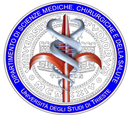 DIPARTIMENTO DI SCIENZE MEDICHE, CHIRURGICHE E DELLA SALUTE
UNIVERSITÀ DEGLI STUDI DI TRIESTE